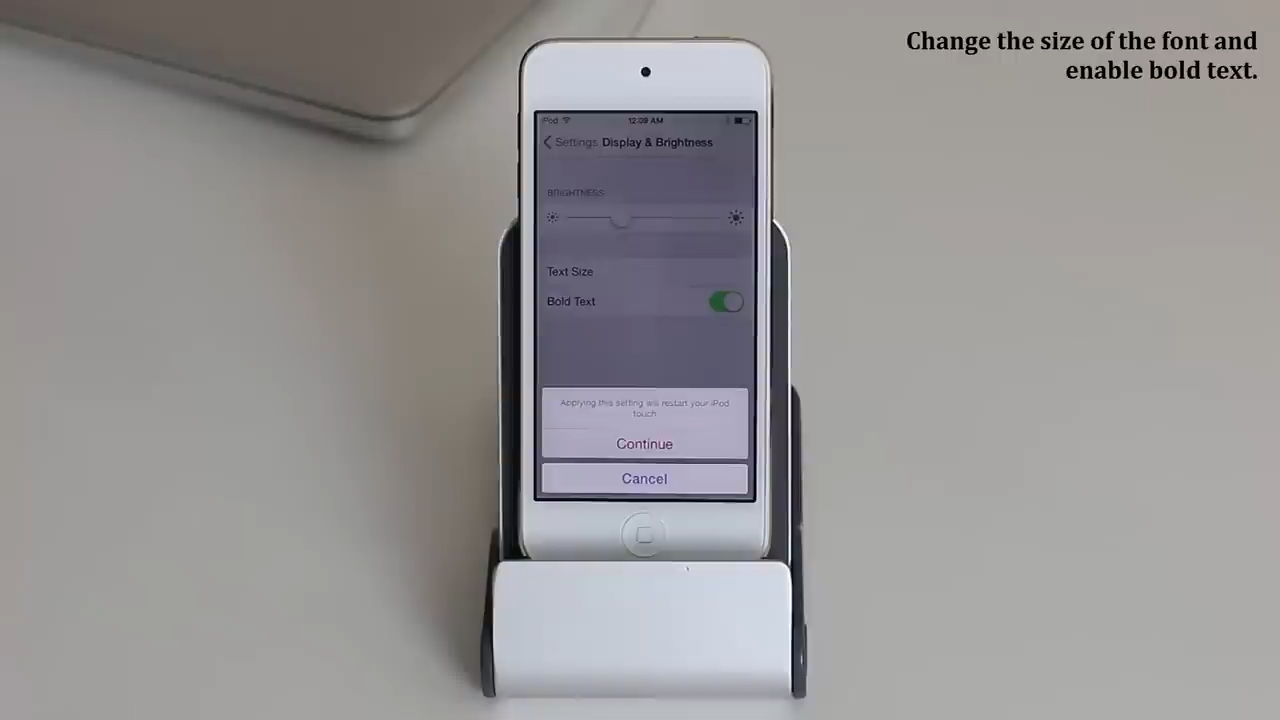 Change the size of the font and
enable bold text.
iPod 12:09 AM
Settings Display & Brightness
BRIGHTNESS
Text Size
Bold Text
Applying this setting will restart your iPod
touch
Continue
Cancel